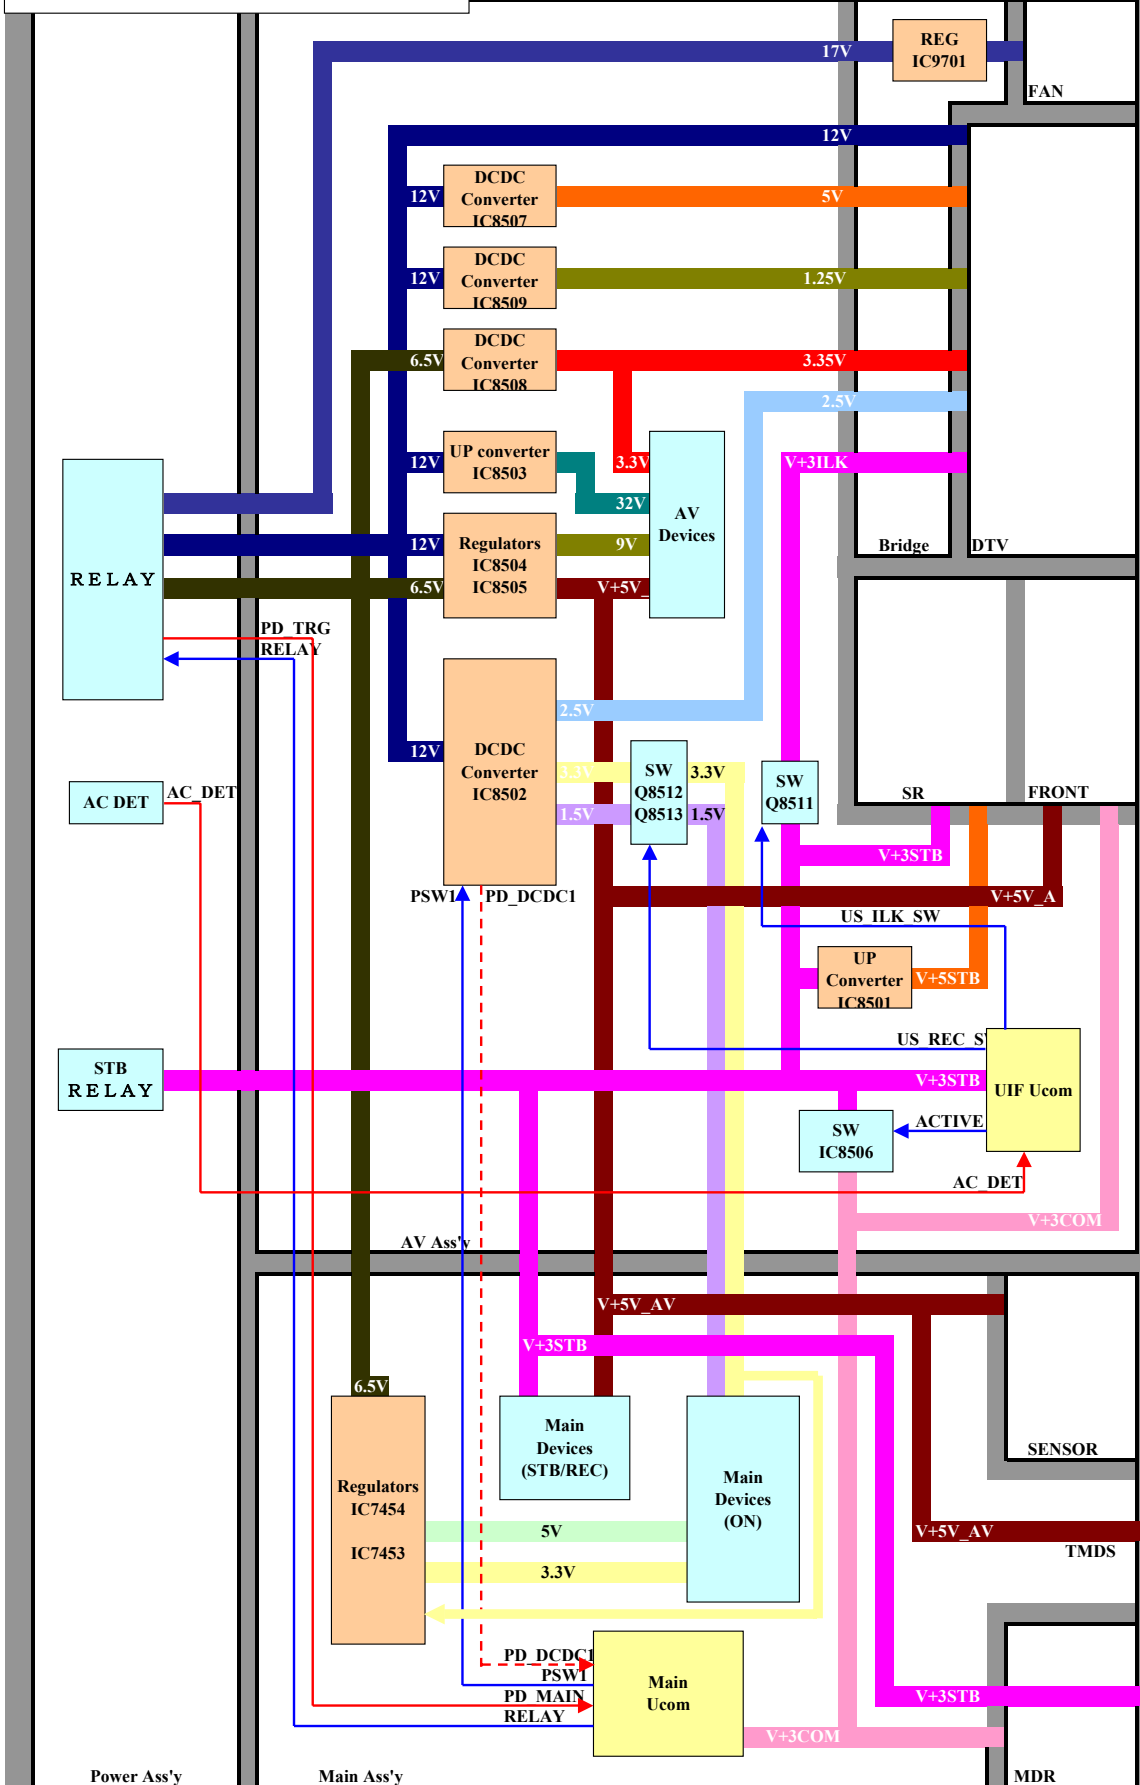 17V
REG
IC9701
FAN
12V
DCDC
Converter
IC8507
12V
5V
DCDC
Converter
IC8509
12V
1.25V
DCDC
Converter
IC8508
6.5V
3.35V
2.5V
UP converter
IC8503
12V
3.3V
V+3ILK
32V
AV
Devices
Regulators
IC8504
IC8505
12V
9V
6.5V
V+5V_
Bridge
DTV
RELAY
PD_TRG
RELAY
2.5V
DCDC
Converter
IC8502
12V
3.3V
1.5V
SW
Q8512
Q8513
3.3V
1.5V
SW
Q8511
SR
FRONT
AC DET
AC_DET
V+3STB
PSW1
PD_DCDC1
V+5V_A
US_ILK_SW
UP
Converter
IC8501
V+5STB
US_REC_S
STB
RELAY
V+3STB
UIF Ucom
SW
IC8506
ACTIVE
AC_DET
V+3COM
AV Ass'y
V+5V_AV
V+3STB
6.5V
Main
Devices
(STB/REC)
Main
Devices
(ON)
SENSOR
Regulators
IC7454
IC7453
5V
3.3V
V+5V_AV
TMDS
PD_DCDC1
PSW1
PD_MAIN
RELAY
Main
Ucom
V+3STB
V+3COM
Power Ass'y
Main Ass'y
MDR